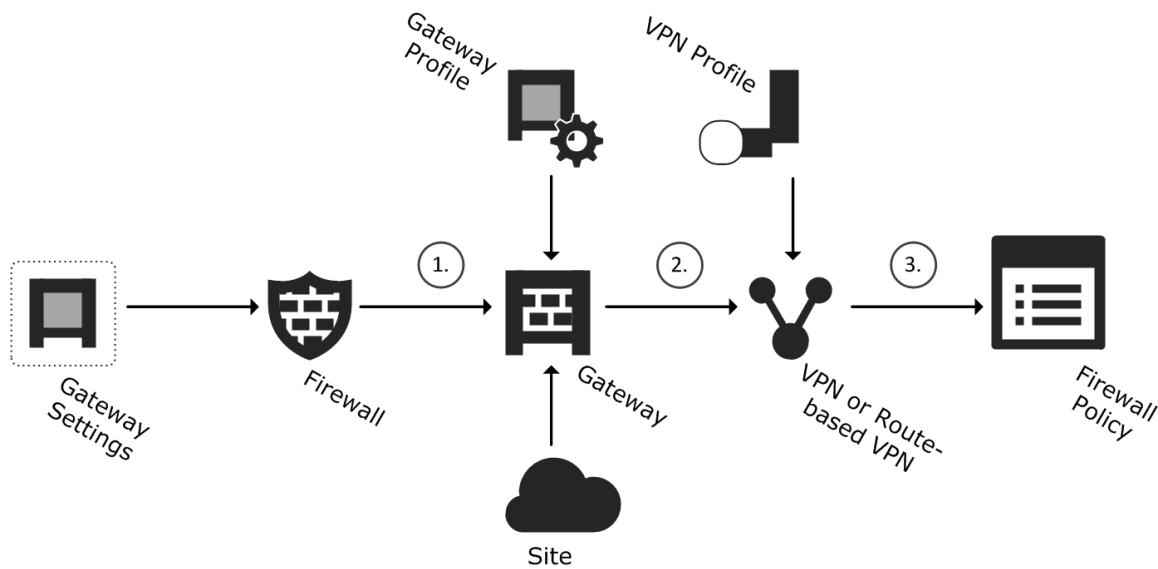 Gateway
Profile
VPN Profile
1.
2.
3.
Gateway
Settings
Firewall
Gateway
VPN or Route-
based VPN
Firewall
Policy
Site